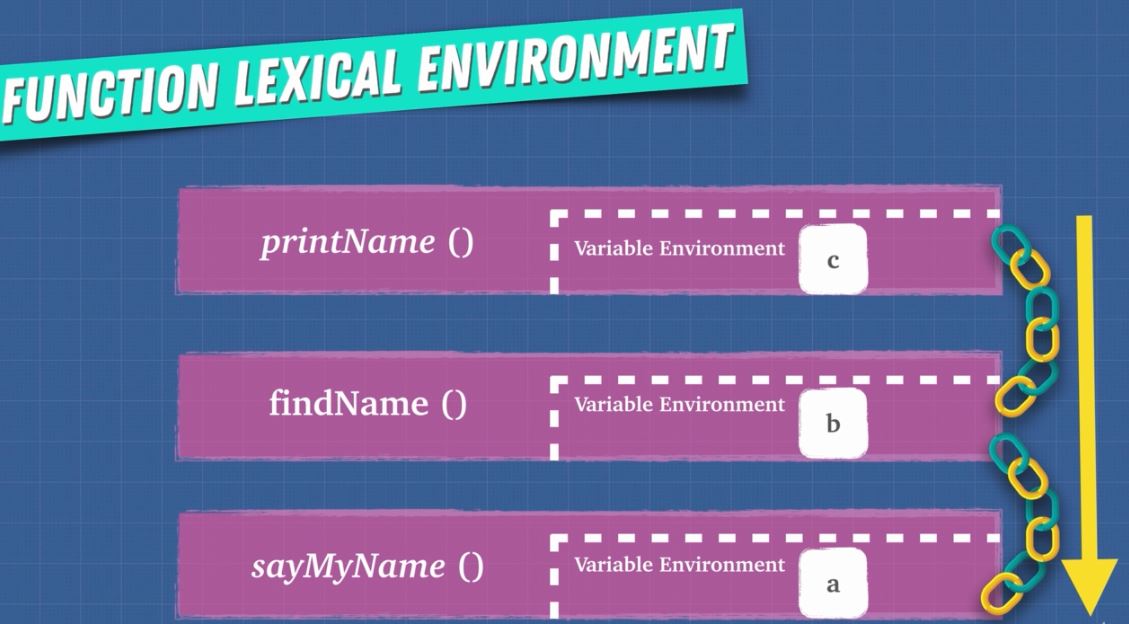 FUNCTION LEXICAL ENVIRONMENT
printName ()
Variable Environment
c
findName ()
Variable Environment
b
sayMyName ()
Variable Environment
a